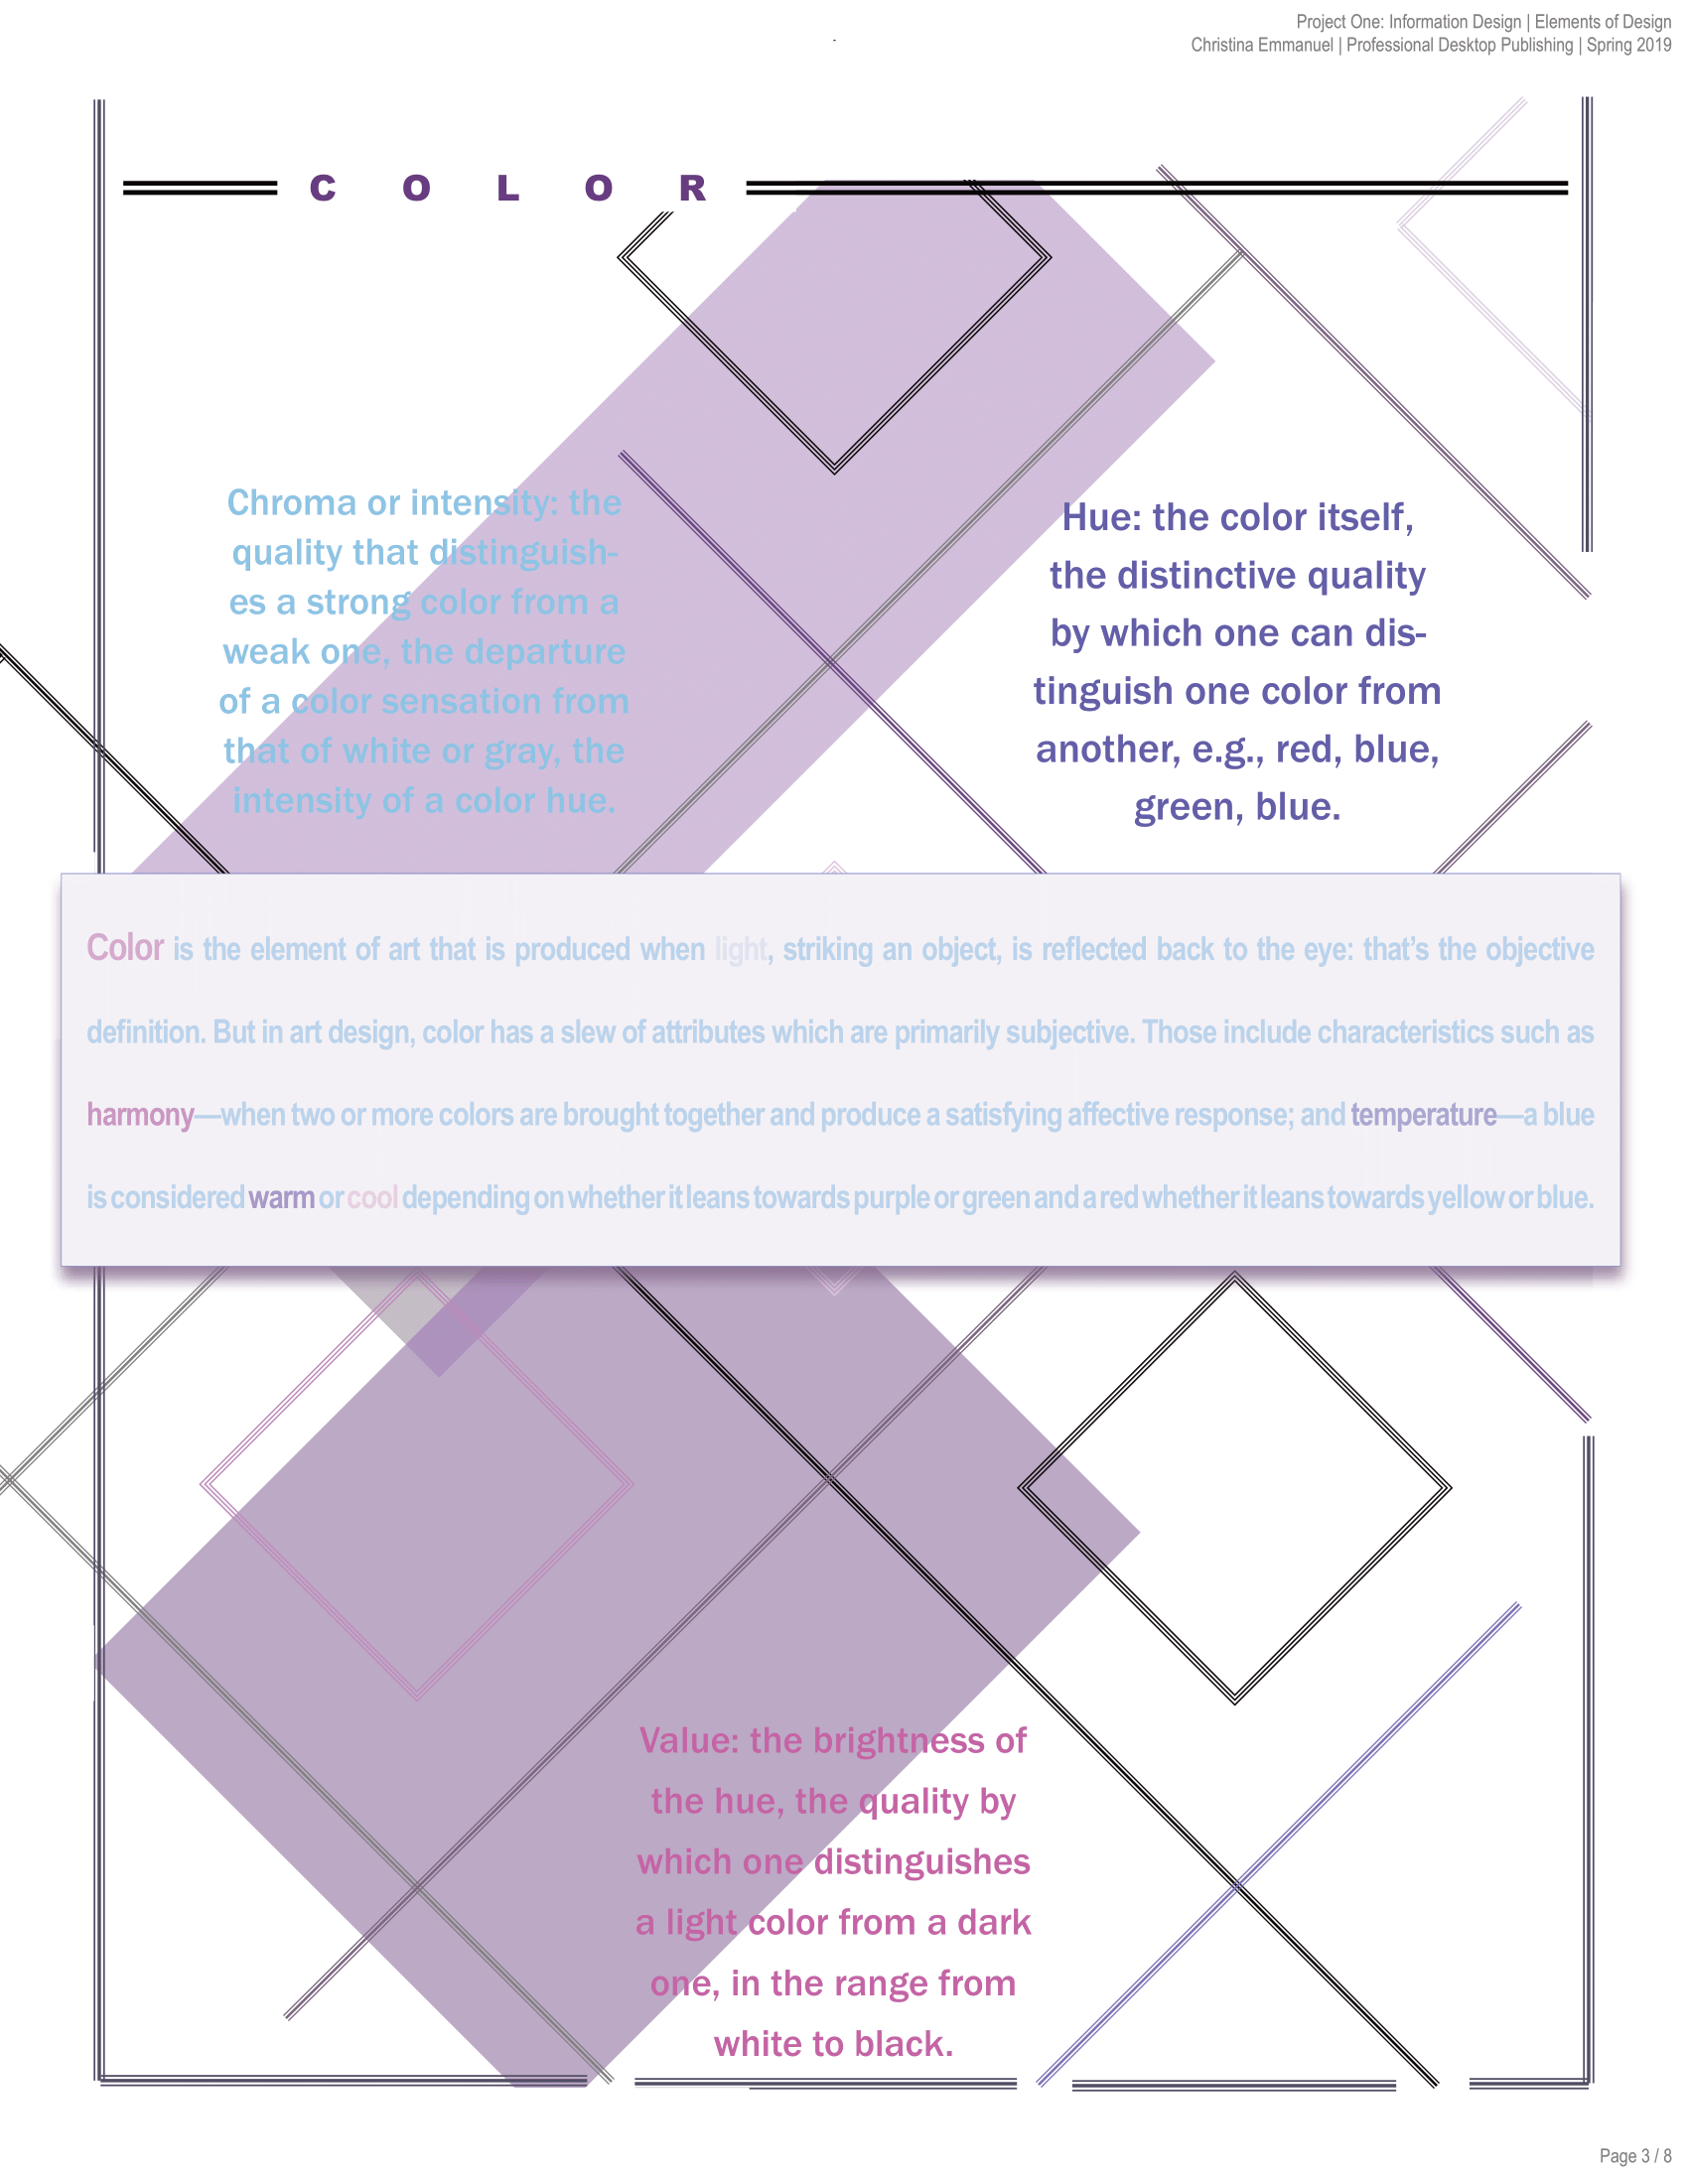 Project One: Information Design | Elements of Design
Christina Emmanuel | Professional Desktop Publishing | Spring 2019
C O L O R
Chroma or intensity: the
quality that distinguish-
es a strong color from a
weak one, the departure
of a color sensation from
that of white or gray, the
intensity of a color hue.
Hue: the color itself,
the distinctive quality
by which one can dis-
tinguish one color from
another, e.g., red, blue,
green, blue.
Color is the element of art that is produced when light, striking an object, is reflected back to the eye: that’s the objective
definition. But in art design, color has a slew of attributes which are primarily subjective. Those include characteristics such as
harmony—when two or more colors are brought together and produce a satisfying affective response; and temperature—a blue
is considered warm or cool depending on whether it leans towards purple or green and a red whether it leans towards yellow or blue.
Value: the brightness of
the hue, the quality by
which one distinguishes
a light color from a dark
one, in the range from
white to black.
Page 3 / 8